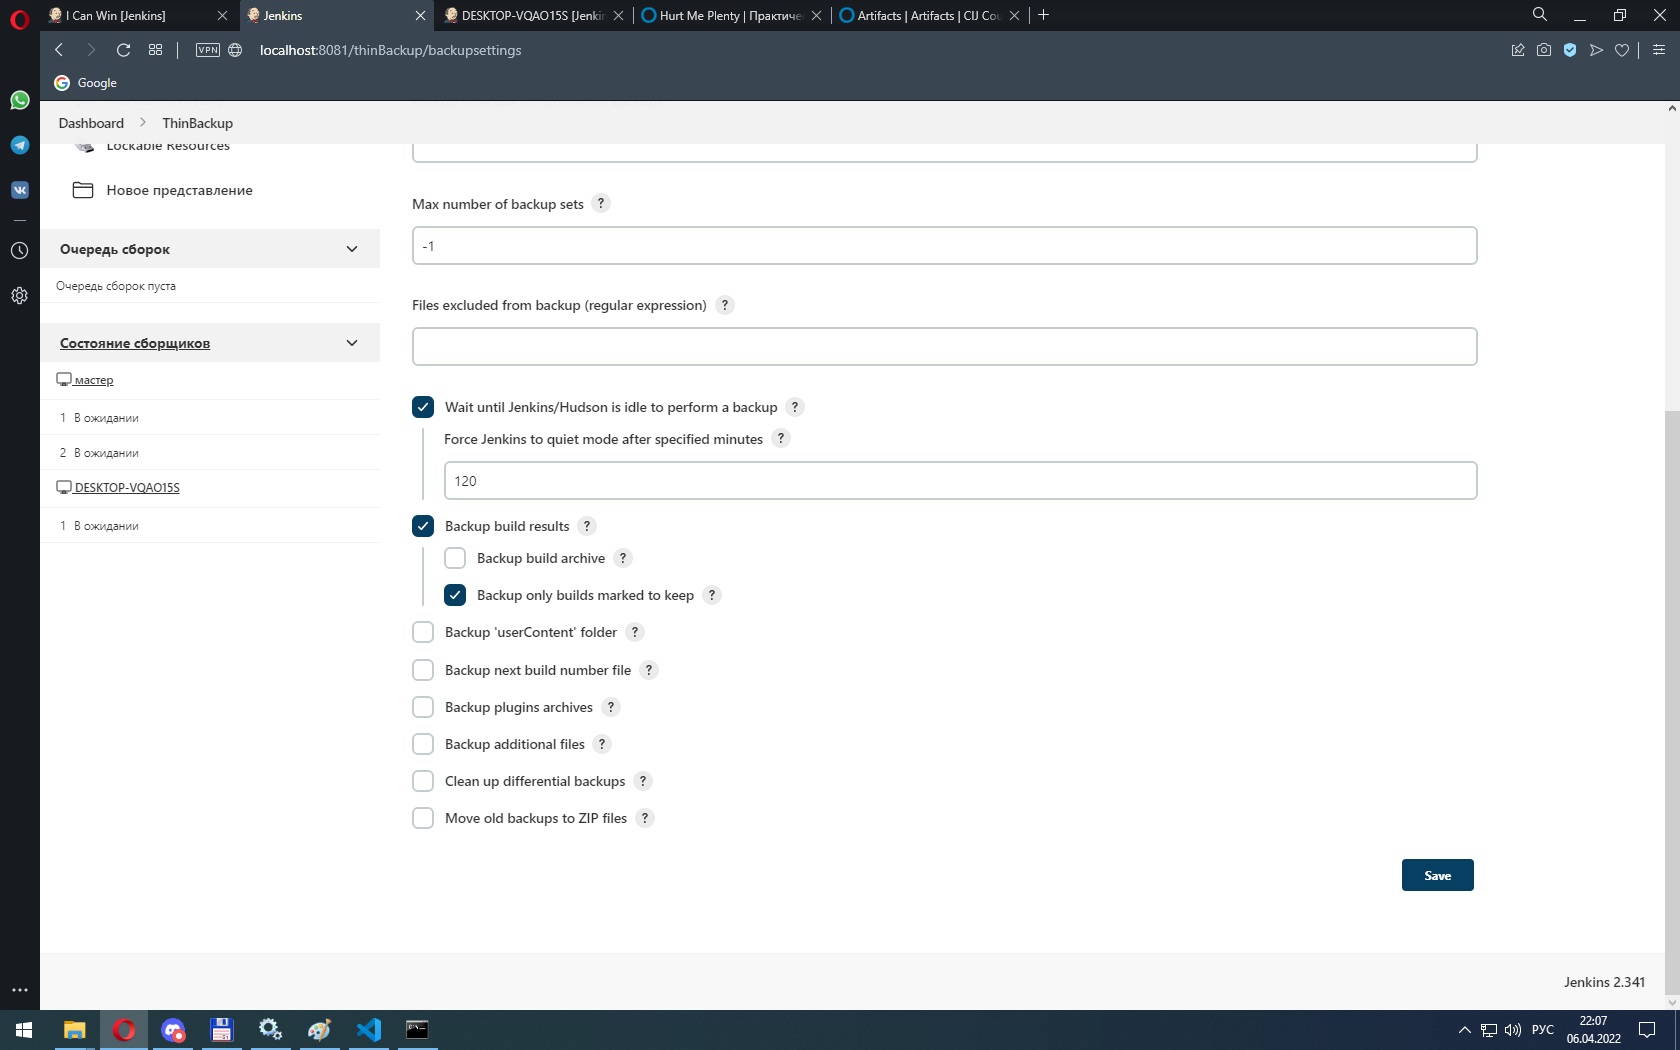 I Can Win [Jenkins]
Jenkins
DESKTOP-VQAO15S [Jenkin
Hurt Me Plenty | Практичес
Artifacts | Artifacts | CIJ Cou
VPN
localhost:8081/thinBackup/backupsettings
Google
Dashboard
ThinBackup
Lockable Resources
Новое представление
Max number of backup sets ?
Очередь сборок
-1
Очередь сборок пуста
Files excluded from backup (regular expression) ?
Состояние сборщиков
мастер
Wait until Jenkins/Hudson is idle to perform a backup ?
1 В ожидании
Force Jenkins to quiet mode after specified minutes ?
2 В ожидании
120
DESKTOP-VQAO15S
1 В ожидании
Backup build results ?
Backup build archive ?
Backup only builds marked to keep ?
Backup 'userContent' folder ?
Backup next build number file ?
Backup plugins archives ?
Backup additional files ?
Clean up differential backups ?
Move old backups to ZIP files ?
Save
Jenkins 2.341
РУС
22:07
06.04.2022